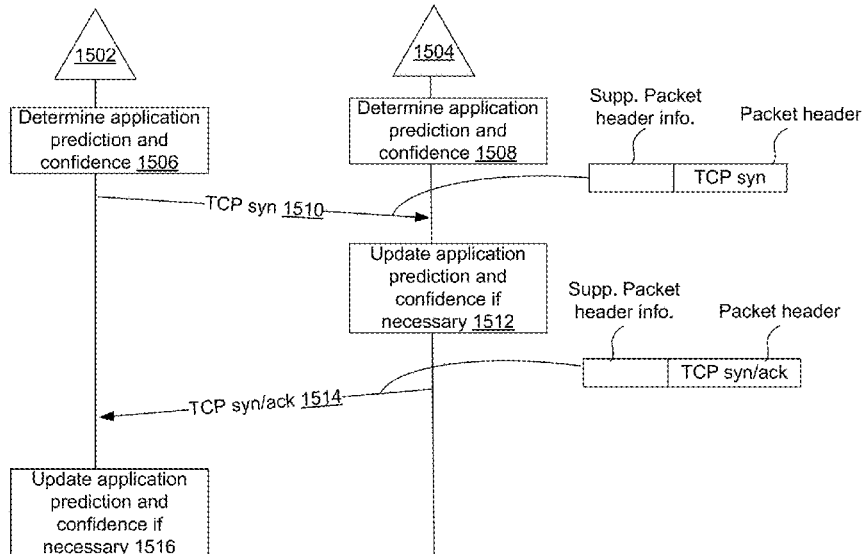 1502
1504
Determine application
prediction and
confidence 1506
Determine application
prediction and
confidence 1508
Supp. Packet
header info.
Packet header
TCP syn
TCP syn 1510
Update application
prediction and
confidence if
necessary 1512
Supp. Packet
header info.
Packet header
TCP syn/ack
TCP syn/ack 1514
Update application
prediction and
confidence if
necessary 1516